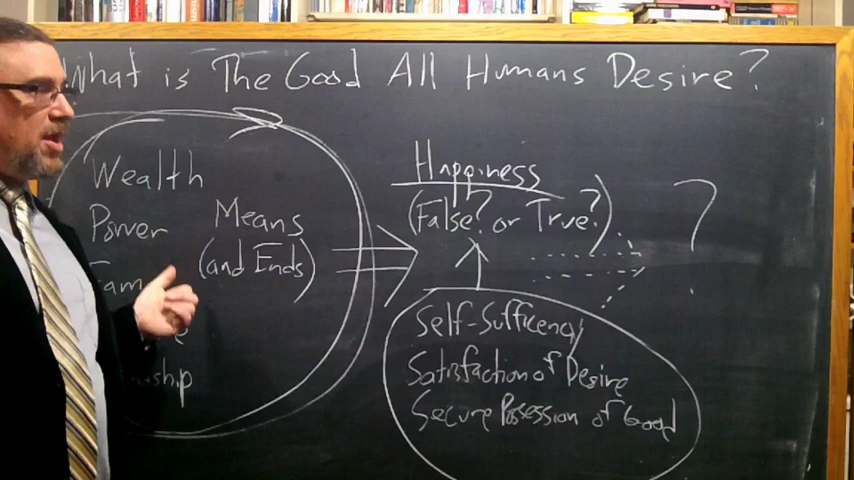 What is The Good All Humans Desire?
Wealth
Power
Means
(and Ends)
Happiness
(False? or True?)
?
Self-Sufficency
Satisfaction of Desire
Secure Possession of Good